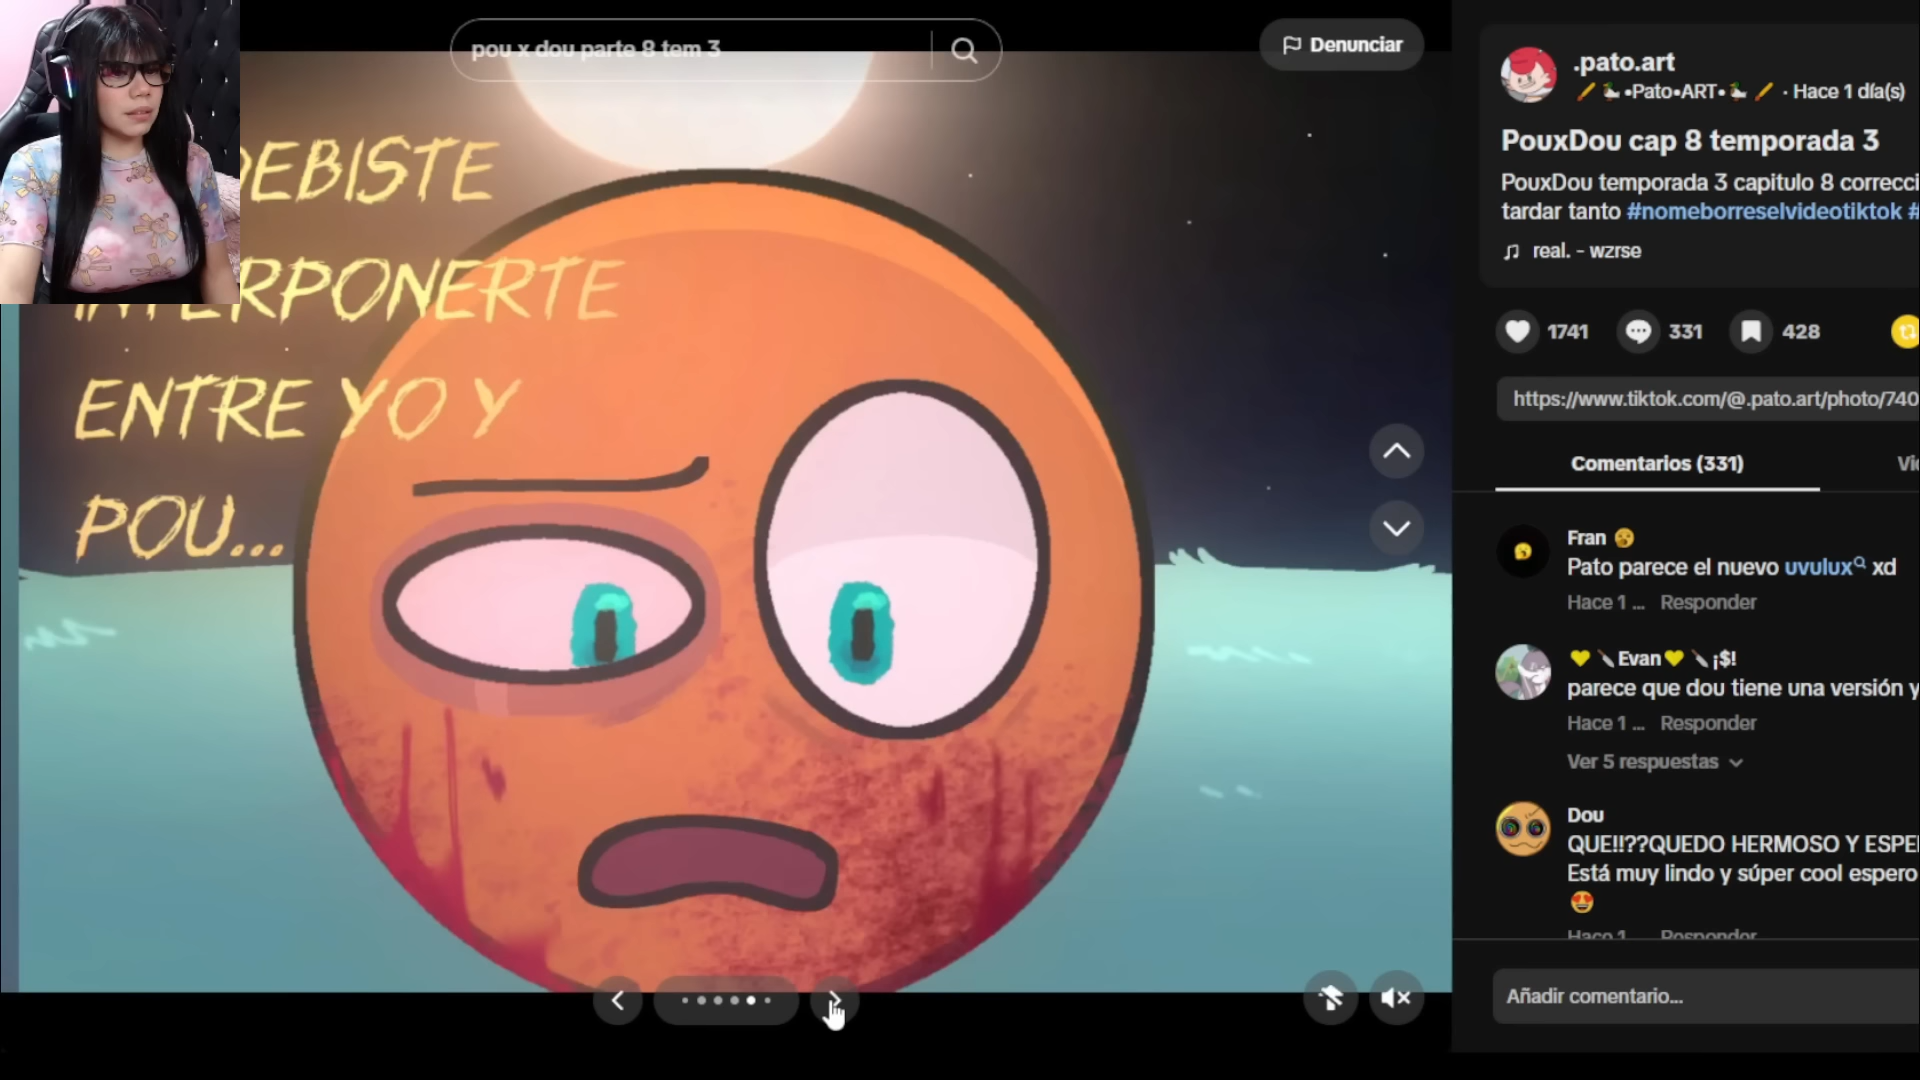 pou x dou parte 8 tem 3
Denunciar
ENTRE YO Y
POU...
.pato.art
•Pato•ART• · Hace 1 día(s)
PouxDou cap 8 temporada 3
PouxDou temporada 3 capitulo 8
tardar tanto #nomeborreselvideotiktok #
real. - wzrse
1741
331
428
https://www.tiktok.com/@.pato.art/photo/740
Comentarios (331)
Fran
Pato parece el nuevo uvulux xd
Hace 1 ... Responder
Evan ¡$!
parece que dou tiene una versión y
Hace 1 ... Responder
Ver 5 respuestas
Dou
QUE!!??QUEDO HERMOSO Y
Está muy lindo y súper cool espero
Hace 1 ... Responder
Añadir comentario...